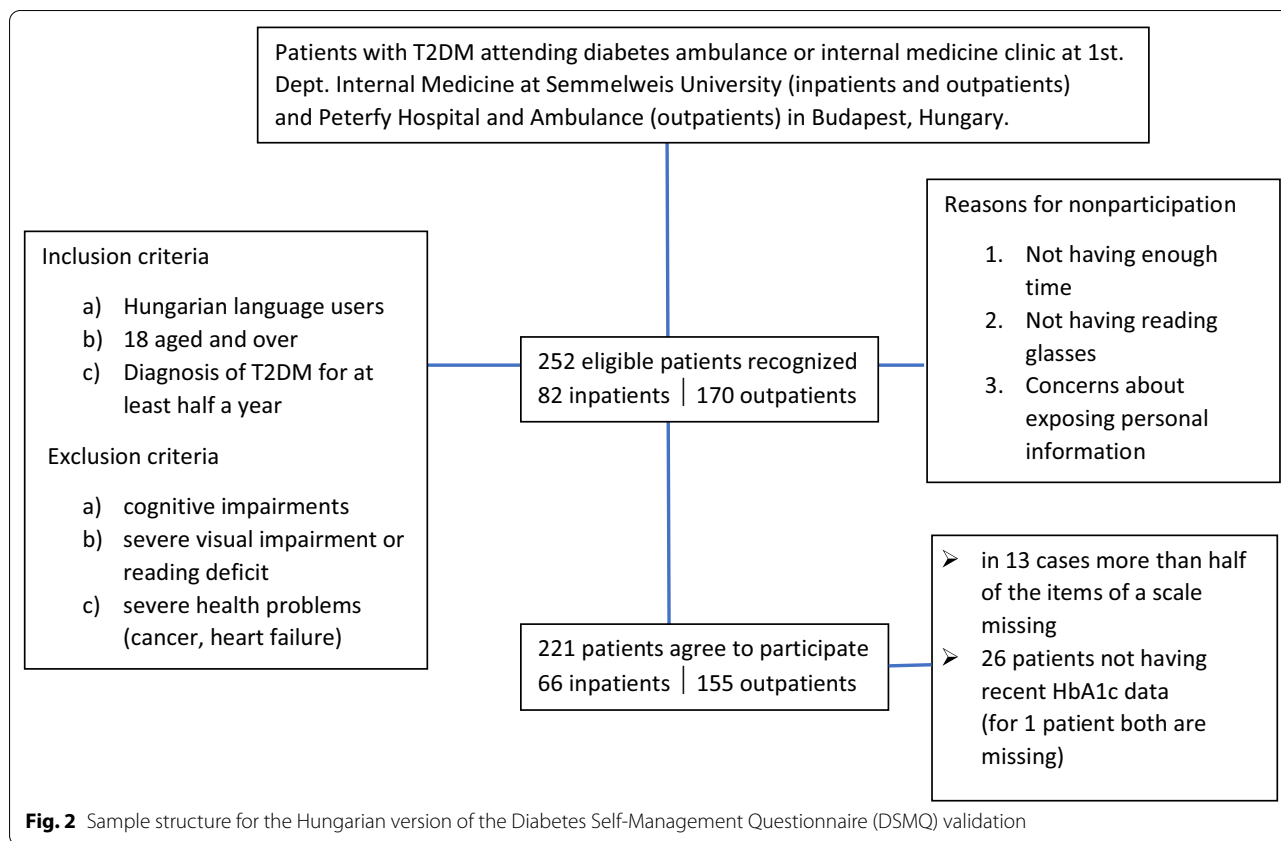 Patients with T2DM attending diabetes ambulance or internal medicine clinic at 1st.
Dept. Internal Medicine at Semmelweis University (inpatients and outpatients)
and Peterfy Hospital and Ambulance (outpatients) in Budapest, Hungary.
Inclusion criteria
a) Hungarian language users
b) 18 aged and over
c) Diagnosis of T2DM for at
least half a year
Exclusion criteria
a) cognitive impairments
b) severe visual impairment or
reading deficit
c) severe health problems
(cancer, heart failure)
252 eligible patients recognized
82 inpatients | 170 outpatients
Reasons for nonparticipation
1. Not having enough
time
2. Not having reading
glasses
3. Concerns about
exposing personal
information
221 patients agree to participate
66 inpatients | 155 outpatients
➢ in 13 cases more than half
of the items of a scale
missing
➢ 26 patients not having
recent HbA1c data
(for 1 patient both are
missing)
Fig. 2 Sample structure for the Hungarian version of the Diabetes Self-Management Questionnaire (DSMQ) validation